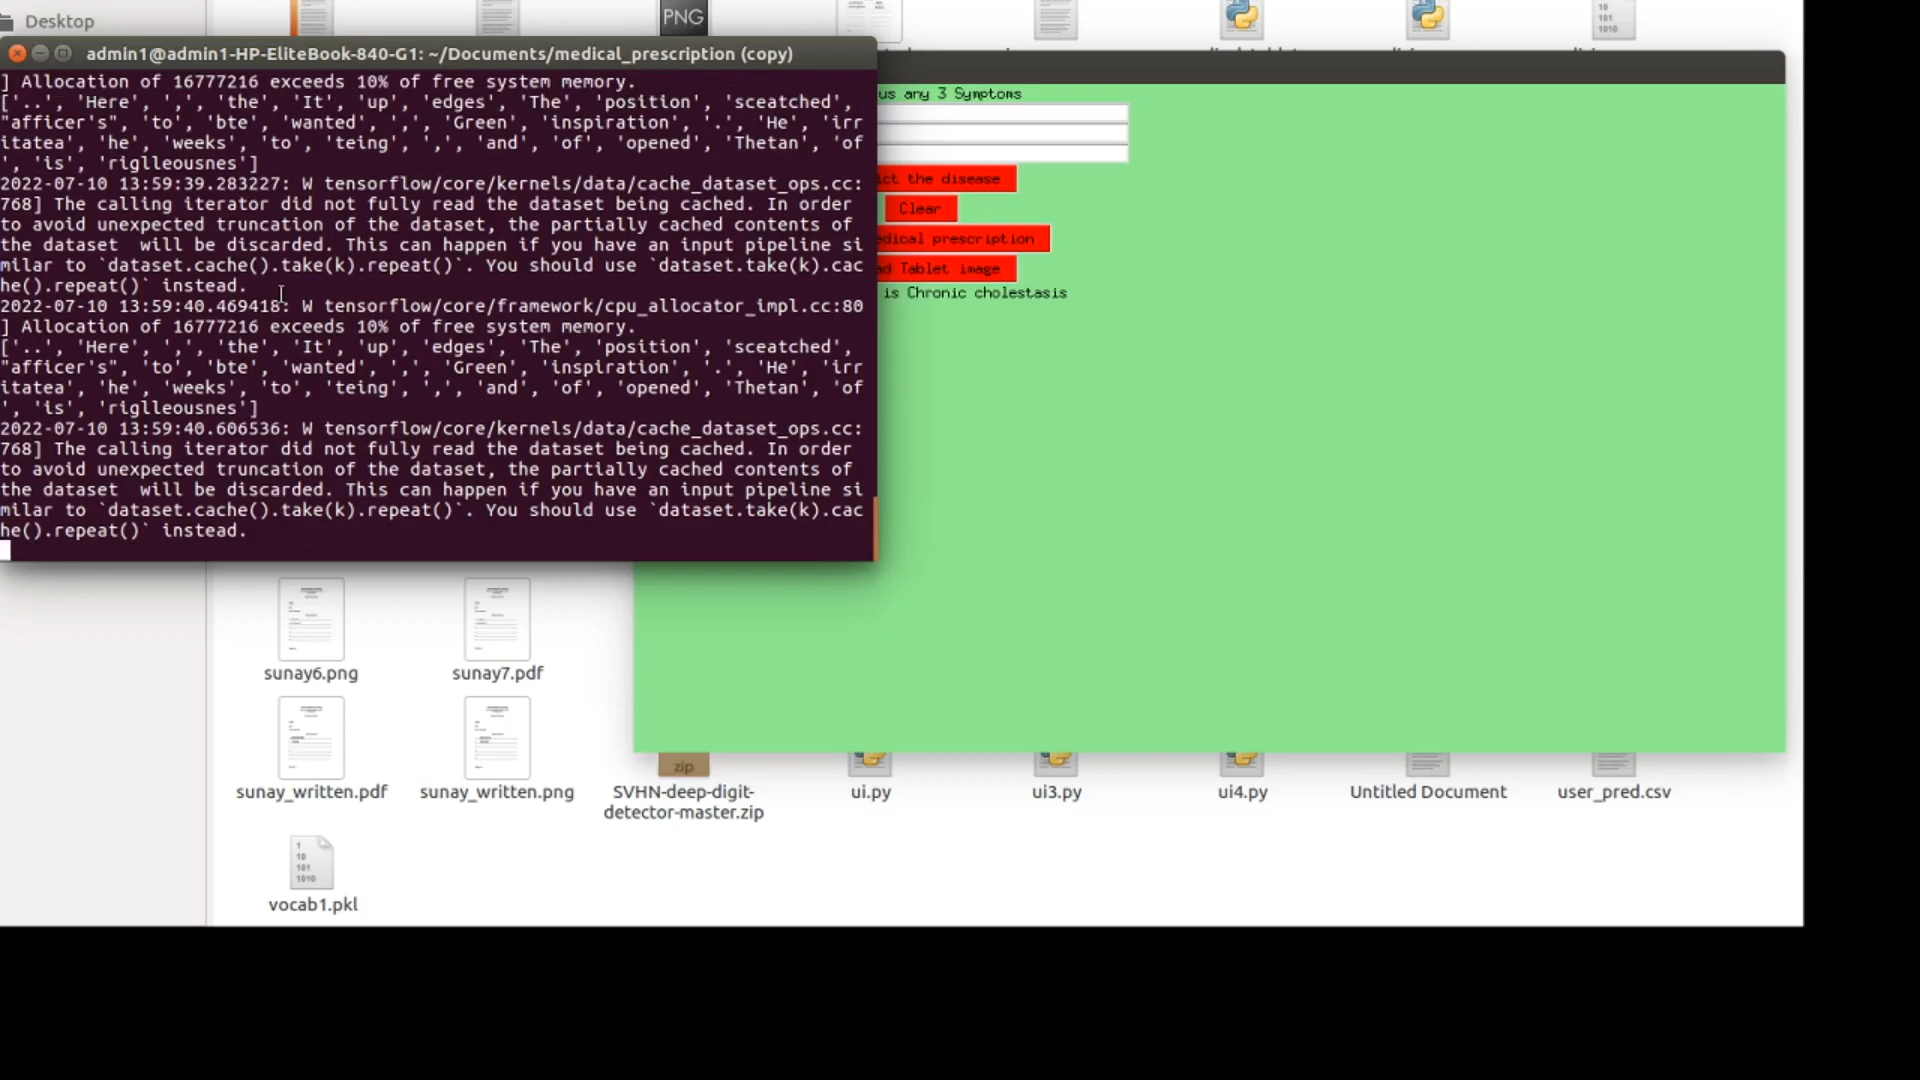 Desktop
PNG
10
101
1010
admin1@admin1-HP-EliteBook-840-G1: ~/Documents/medical_prescription (copy)
] Allocation of 16777216 exceeds 10% of free system memory.
['..', 'Here', ',', 'the', 'It', 'up', 'edges', 'The', 'position', 'sceatched',
"afficer's", 'to', 'bte', 'wanted', ',', 'Green', 'inspiration', '.', 'He', 'irr
itatea', 'he', 'weeks', 'to', 'teing', ',', 'and', 'of', 'opened', 'Thetan', 'of
', 'is', 'riglleousnes']
2022-07-10 13:59:39.283227: W tensorflow/core/kernels/data/cache_dataset_ops.cc:
768] The calling iterator did not fully read the dataset being cached. In order
to avoid unexpected truncation of the dataset, the partially cached contents of
the dataset  will be discarded. This can happen if you have an input pipeline si
milar to `dataset.cache().take(k).repeat()`. You should use `dataset.take(k).cac
he().repeat()` instead.
2022-07-10 13:59:40.469418: W tensorflow/core/framework/cpu_allocator_impl.cc:80
] Allocation of 16777216 exceeds 10% of free system memory.
['..', 'Here', ',', 'the', 'It', 'up', 'edges', 'The', 'position', 'sceatched',
"afficer's", 'to', 'bte', 'wanted', ',', 'Green', 'inspiration', '.', 'He', 'irr
itatea', 'he', 'weeks', 'to', 'teing', ',', 'and', 'of', 'opened', 'Thetan', 'of
', 'is', 'riglleousnes']
2022-07-10 13:59:40.606536: W tensorflow/core/kernels/data/cache_dataset_ops.cc:
768] The calling iterator did not fully read the dataset being cached. In order
to avoid unexpected truncation of the dataset, the partially cached contents of
the dataset  will be discarded. This can happen if you have an input pipeline si
milar to `dataset.cache().take(k).repeat()`. You should use `dataset.take(k).cac
he().repeat()` instead.
us any 3 Symptoms
ict the disease
Clear
edical prescription
ad Tablet image
is Chronic cholestasis
sunay6.png
sunay7.pdf
sunay_written.pdf
sunay_written.png
zip
SVHN-deep-digit-
detector-master.zip
ui.py
ui3.py
ui4.py
Untitled Document
user_pred.csv
1
10
101
1010
vocab1.pkl